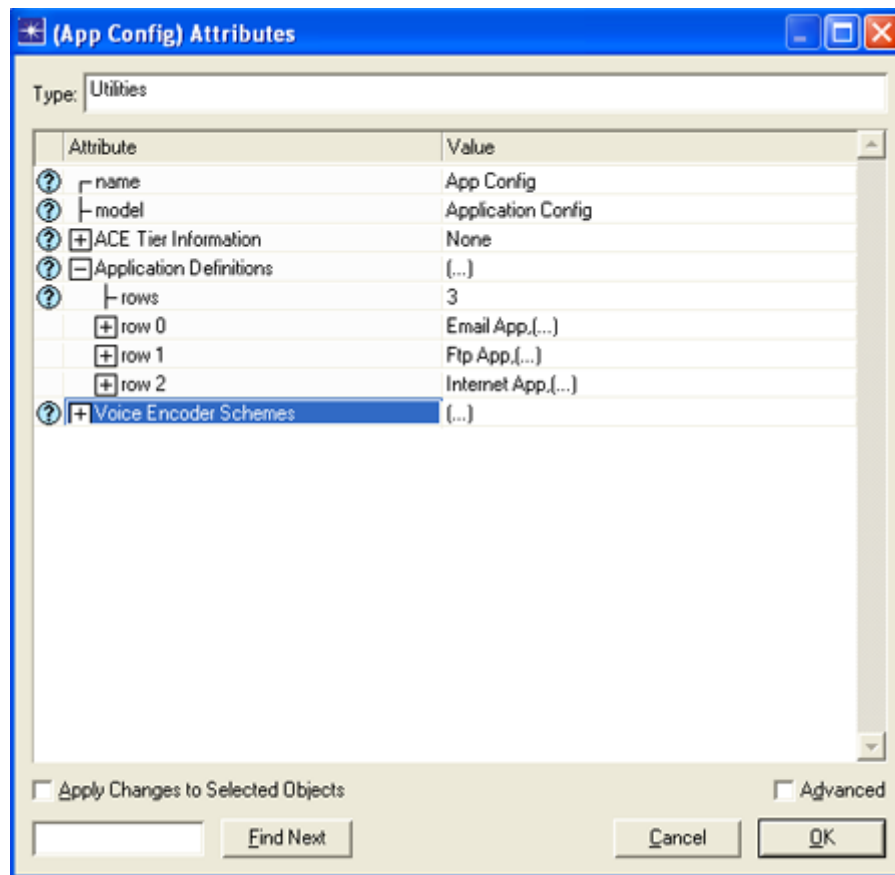 (App Config) Attributes
Type: Utilities
Attribute Value
name App Config
model Application Config
ACE Tier Information None
Application Definitions (...)
rows 3
row 0 Email App,(...)
row 1 Ftp App,(...)
row 2 Internet App,(...)
Voice Encoder Schemes (...)
Apply Changes to Selected Objects Advanced
Find Next Cancel OK